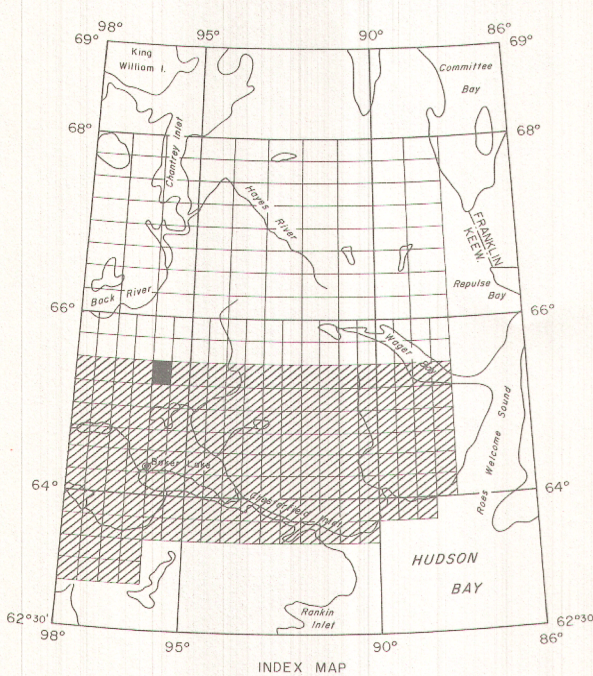 98° 95° 90° 86°
69° 69°
King
William I.
Committee
Bay
68° 68°
Chantrey Inlet
Hayes
River
FRANKLIN
KEEW.
Repulse
Bay
Back River
66° 66°
Wager Bay
Roes Welcome Sound
Baker Lake
64° 64°
Chesterfield Inlet
HUDSON
BAY
Rankin
Inlet
62°30' 62°30'
98° 95° 90° 86°
INDEX MAP